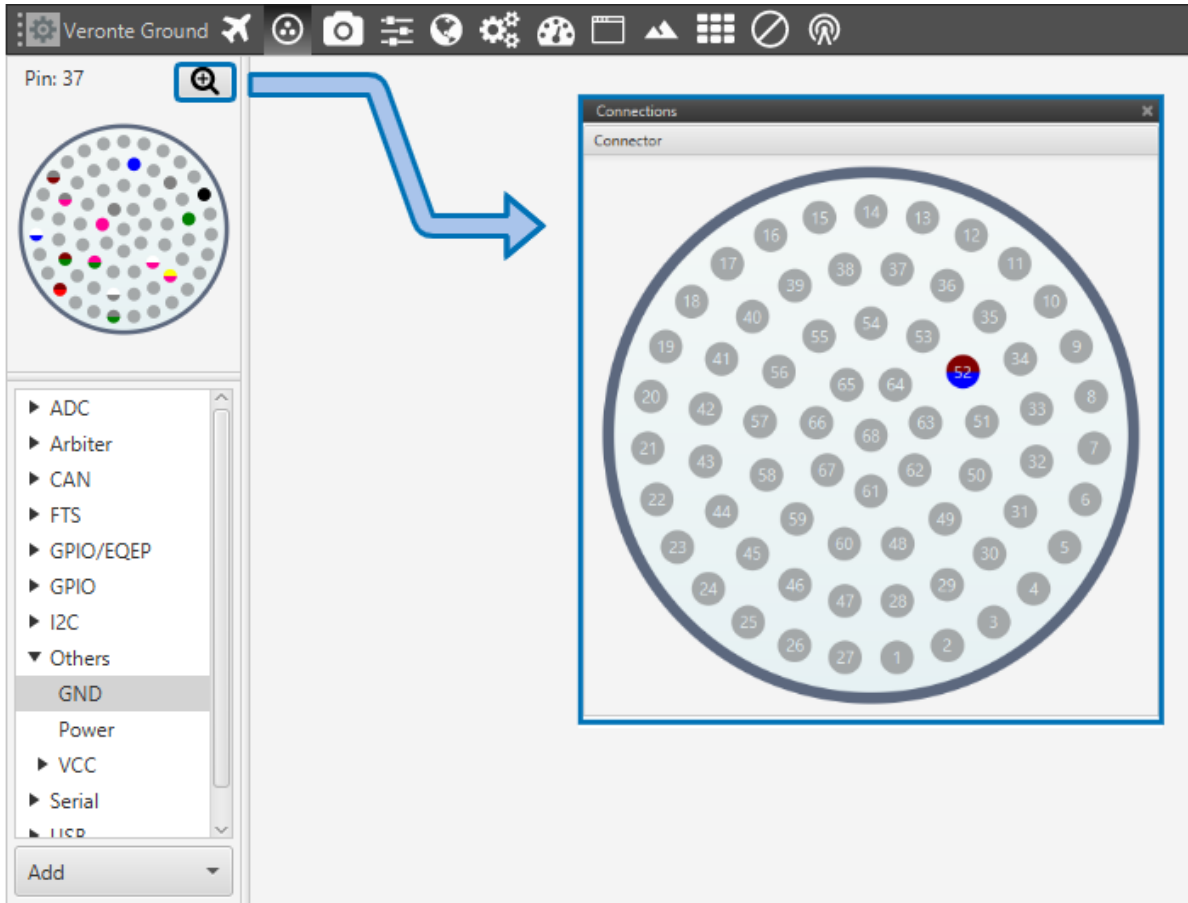 Veronte Ground
Pin: 37
Connections
Connector
14
15 13
16 12
17 11
38 37
39 36
18 10
40 35
55 54 53
19 9
41 34
56 52
65 64
20 8
42 33
57 66 63 51
68
21 7
43 32
58 67 62 50
61
22 6
44 31
59 49
23 5
60 48
45 30
24 4
46 29
47 28
25 3
26 2
27 1
ADC
Arbiter
CAN
FTS
GPIO/EQEP
GPIO
I2C
Others
GND
Power
VCC
Serial
USB
Add